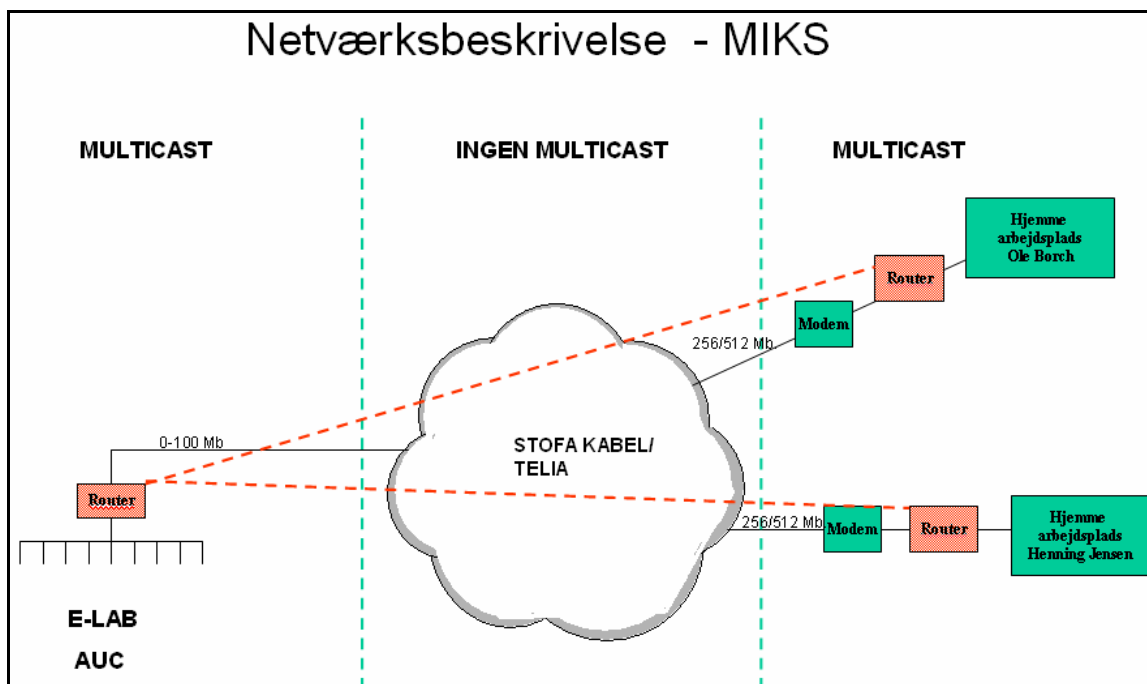 Netværksbeskrivelse - MIKS
MULTICAST
INGEN MULTICAST
MULTICAST
Hjemme
arbejdsplads
Ole Borch
Router
Modem
256/512 Mb
0-100 Mb
STOFA KABEL/
TELIA
Router
256/512 Mb
Modem
Router
Hjemme
arbejdsplads
Henning Jensen
E-LAB
AUC